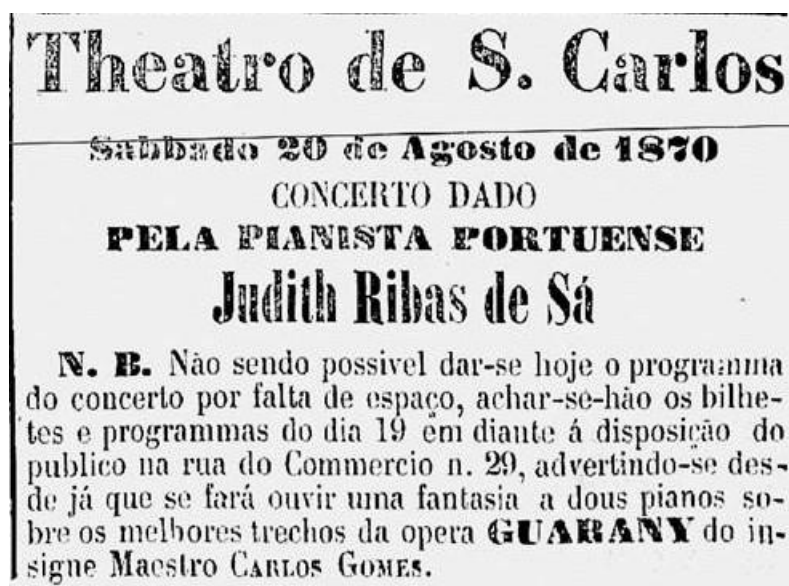 Theatro de S. Carlos
Sabbado 20 de Agosto de 1870
CONCERTO DADO
PELA PIANISTA PORTUENSE
Judith Ribas de Sá
N. B. Não sendo possivel dar-se hoje o programma
do concerto por falta de espaço, achar-se-hão os bilhe-
tes e programmas do dia 19 em diante á disposição do
publico na rua do Commercio n. 29, advertindo-se des-
de já que se fará ouvir uma fantasia a dous pianos so-
bre os melhores trechos da opera GUARANY do in-
signe Maestro CARLOS GOMES.